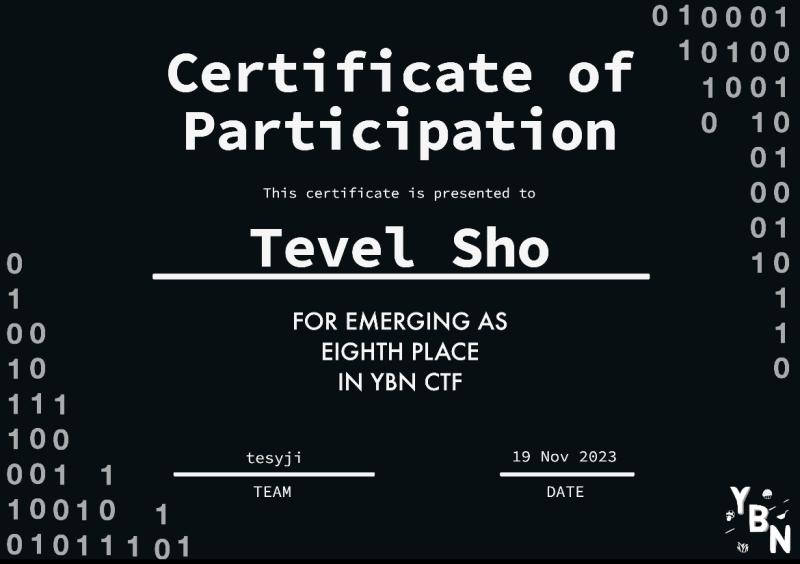 010001
Certificate of
10100
1001
Participation
0 10
01
This certificate is presented to
00
Tevel Sho
01
0
10
1
1
FOR EMERGING AS
1
00
EIGHTH PLACE
10
0
IN YBN CTF
111
100
tesyji
19 Nov 2023
001 1
TEAM
DATE
10010 1
YBN
01011101